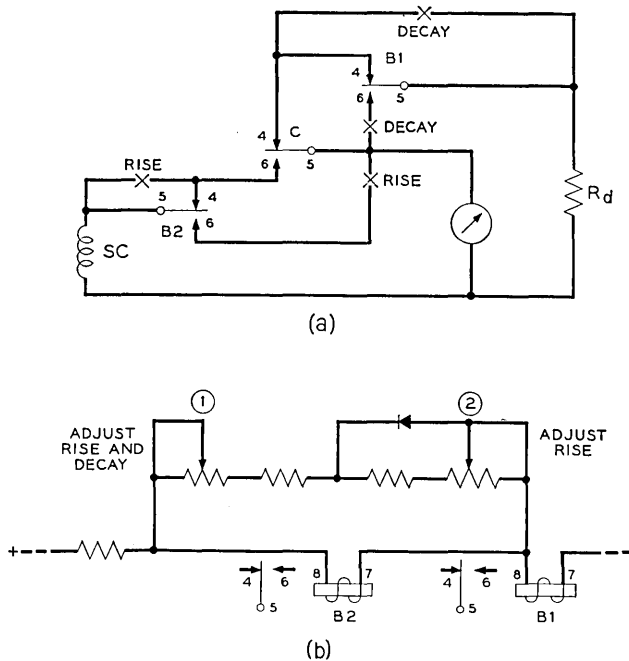 DECAY
B1
4
6
5
DECAY
C
4
6
5
RISE
RISE
5
4
6
B2
SC
Rd
(a)
1
2
ADJUST
RISE AND
DECAY
ADJUST
RISE
+
4
6
5
8
7
B2
4
6
5
8
7
B1
(b)